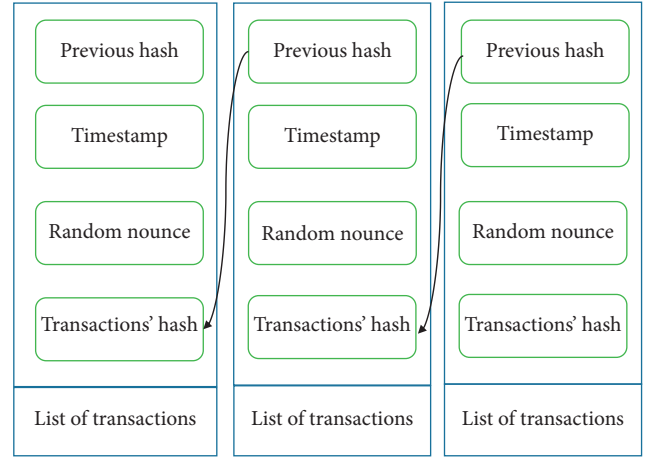 Previous hash
Timestamp
Random nounce
Transactions' hash
List of transactions
Previous hash
Timestamp
Random nounce
Transactions' hash
List of transactions
Previous hash
Timestamp
Random nounce
Transactions' hash
List of transactions